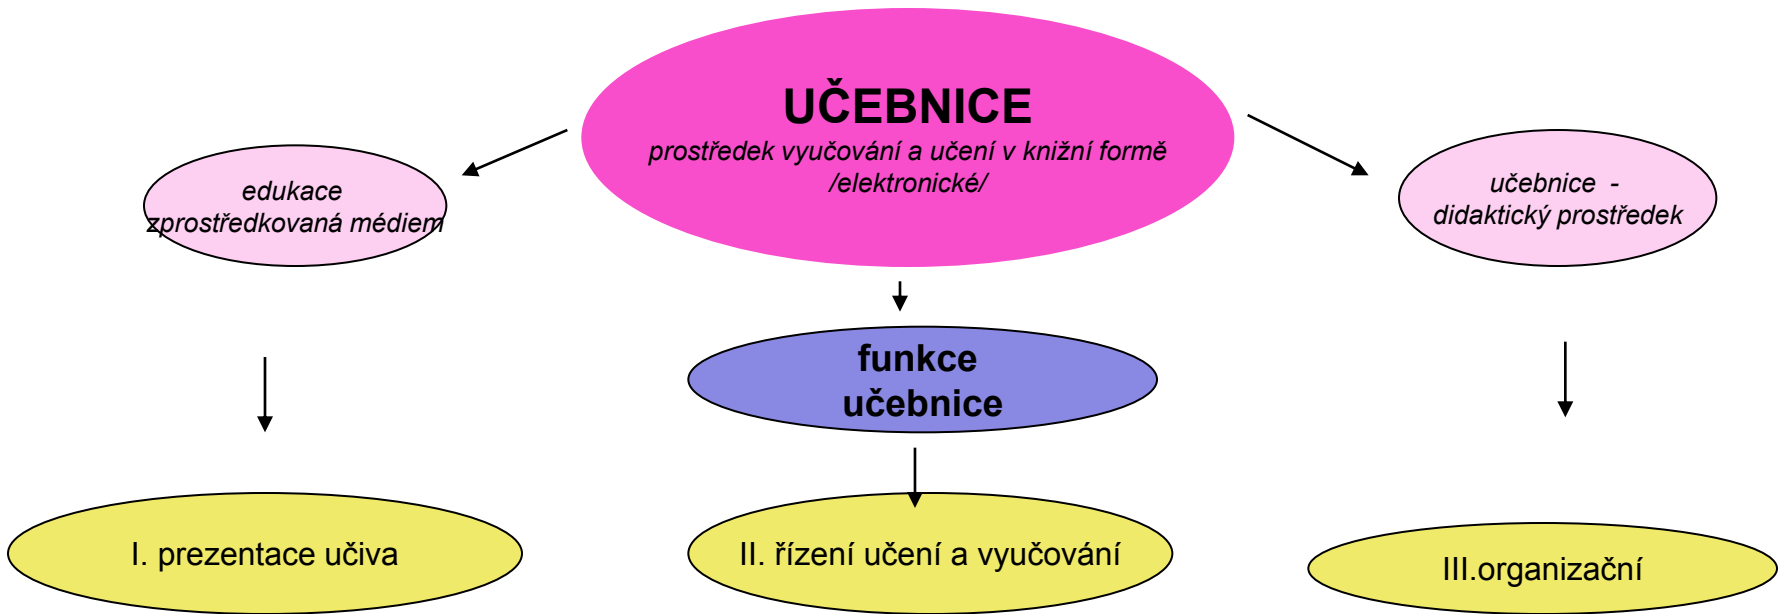 UČEBNICE
prostředek vyučování a učení v knižní formě
/elektronické/
edukace
zprostředkovaná médiem
učebnice -
didaktický prostředek
funkce
učebnice
I. prezentace učiva
II. řízení učení a vyučování
III.organizační